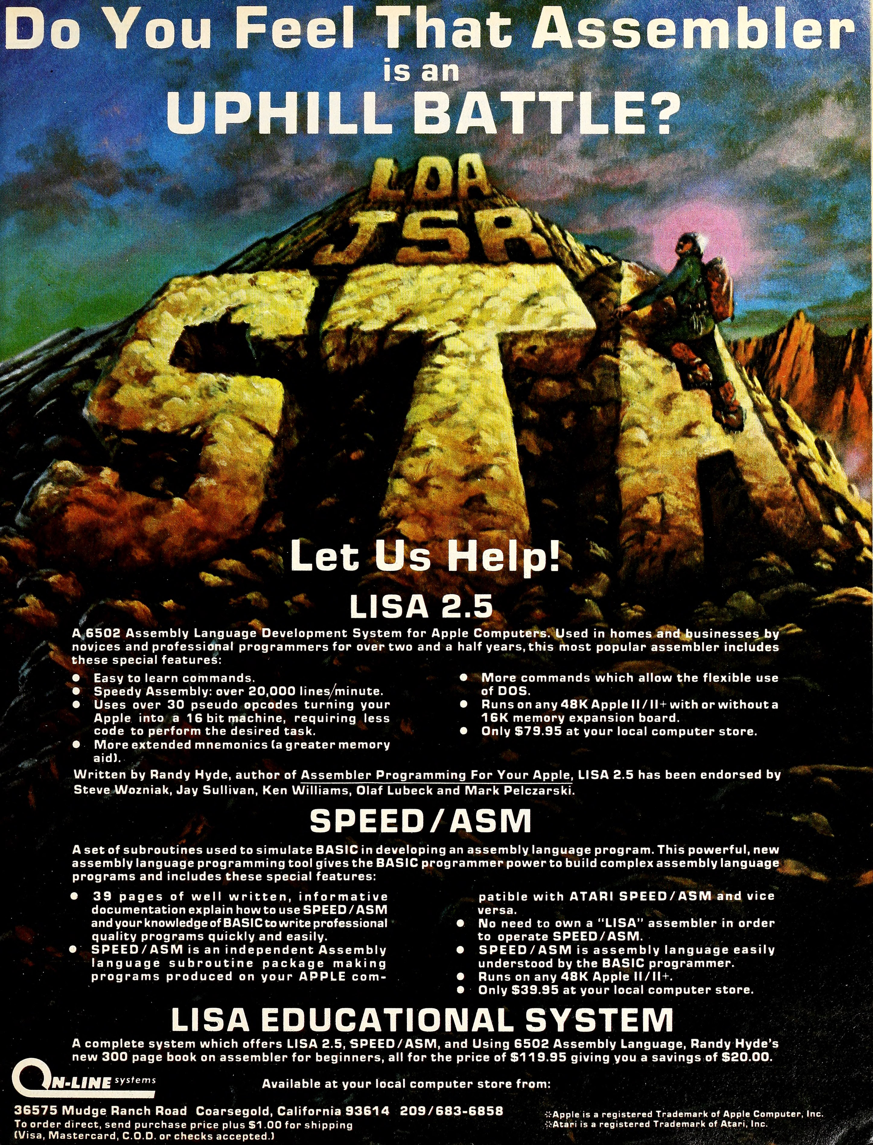 Do You Feel That Assembler
is an
UPHILL BATTLE?
LDA
JSR
STA
Let Us Help!
LISA 2.5
A 6502 Assembly Language Development System for Apple Computers. Used in homes and businesses by
novices and professional programmers for over two and a half years, this most popular assembler includes
these special features:
● Easy to learn commands.
● Speedy Assembly: over 20,000 lines/minute.
● Uses over 30 pseudo opcodes turning your
Apple into a 16 bit machine, requiring less
code to perform the desired task.
● More extended mnemonics (a greater memory
aid).
● More commands which allow the flexible use
of DOS.
● Runs on any 48K Apple II/II+ with or without a
16K memory expansion board.
● Only $79.95 at your local computer store.
Written by Randy Hyde, author of Assembler Programming For Your Apple, LISA 2.5 has been endorsed by
Steve Wozniak, Jay Sullivan, Ken Williams, Olaf Lubeck and Mark Pelczarski.
SPEED/ASM
A set of subroutines used to simulate BASIC in developing an assembly language program. This powerful, new
assembly language programming tool gives the BASIC programmer power to build complex assembly language
programs and includes these special features:
● 39 pages of well written, informative
documentation explain how to use SPEED/ASM
and your knowledge of BASIC to write professional
quality programs quickly and easily.
● SPEED/ASM is an independent Assembly
language subroutine package making
programs produced on your APPLE com-
patible with ATARI SPEED/ASM and vice
versa.
● No need to own a "LISA" assembler in order
to operate SPEED/ASM.
● SPEED/ASM is assembly language easily
understood by the BASIC programmer.
● Runs on any 48K Apple II/II+.
● Only $39.95 at your local computer store.
LISA EDUCATIONAL SYSTEM
A complete system which offers LISA 2.5, SPEED/ASM, and Using 6502 Assembly Language, Randy Hyde's
new 300 page book on assembler for beginners, all for the price of $119.95 giving you a savings of $20.00.
ON-LINE systems
Available at your local computer store from:
36575 Mudge Ranch Road Coarsegold, California 93614 209/683-6858
To order direct, send purchase price plus $1.00 for shipping
(Visa, Mastercard, C.O.D. or checks accepted.)
※Apple is a registered Trademark of Apple Computer, Inc.
※Atari is a registered Trademark of Atari, Inc.